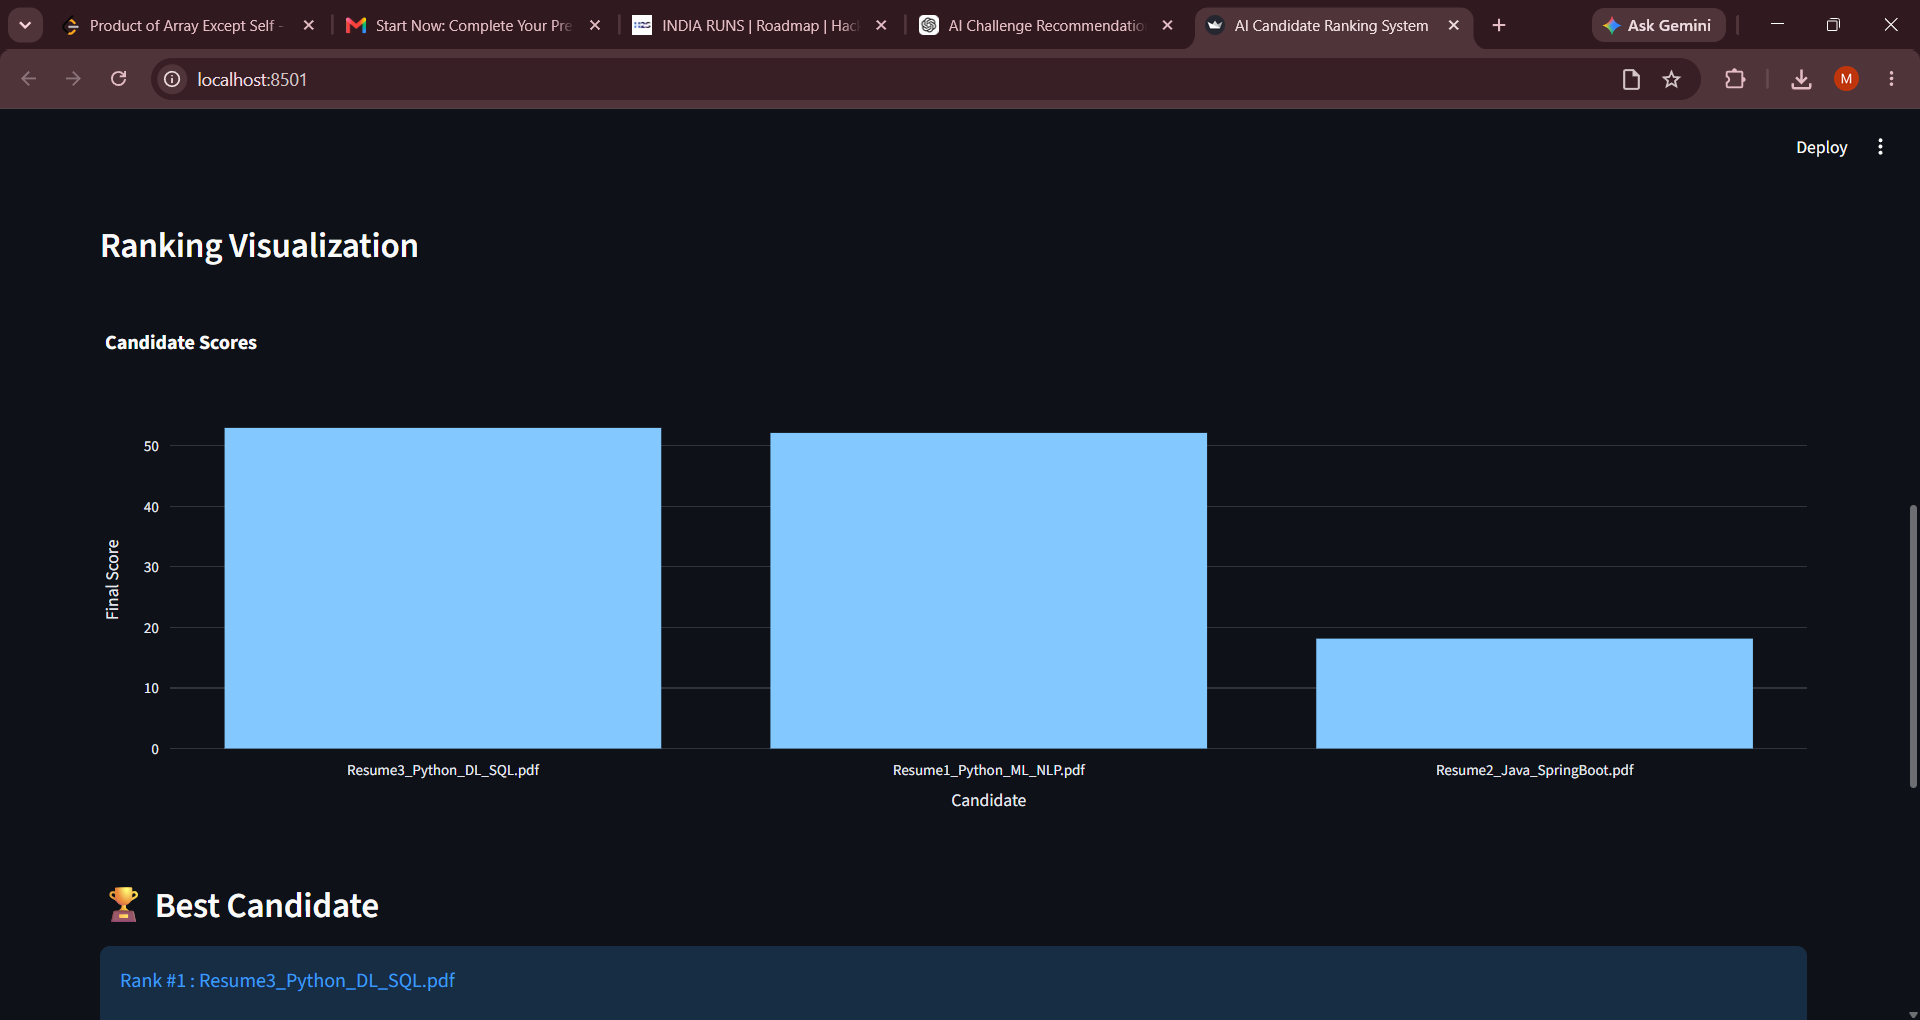 Product of Array Except Self -
Start Now: Complete Your Pre
INDIA RUNS | Roadmap | Hac
AI Challenge Recommendatio
AI Candidate Ranking System
Ask Gemini
localhost:8501
M
Deploy
Ranking Visualization
Candidate Scores
50
40
30
20
10
0
Final Score
Resume3_Python_DL_SQL.pdf
Resume1_Python_ML_NLP.pdf
Resume2_Java_SpringBoot.pdf
Candidate
Best Candidate
Rank #1 : Resume3_Python_DL_SQL.pdf